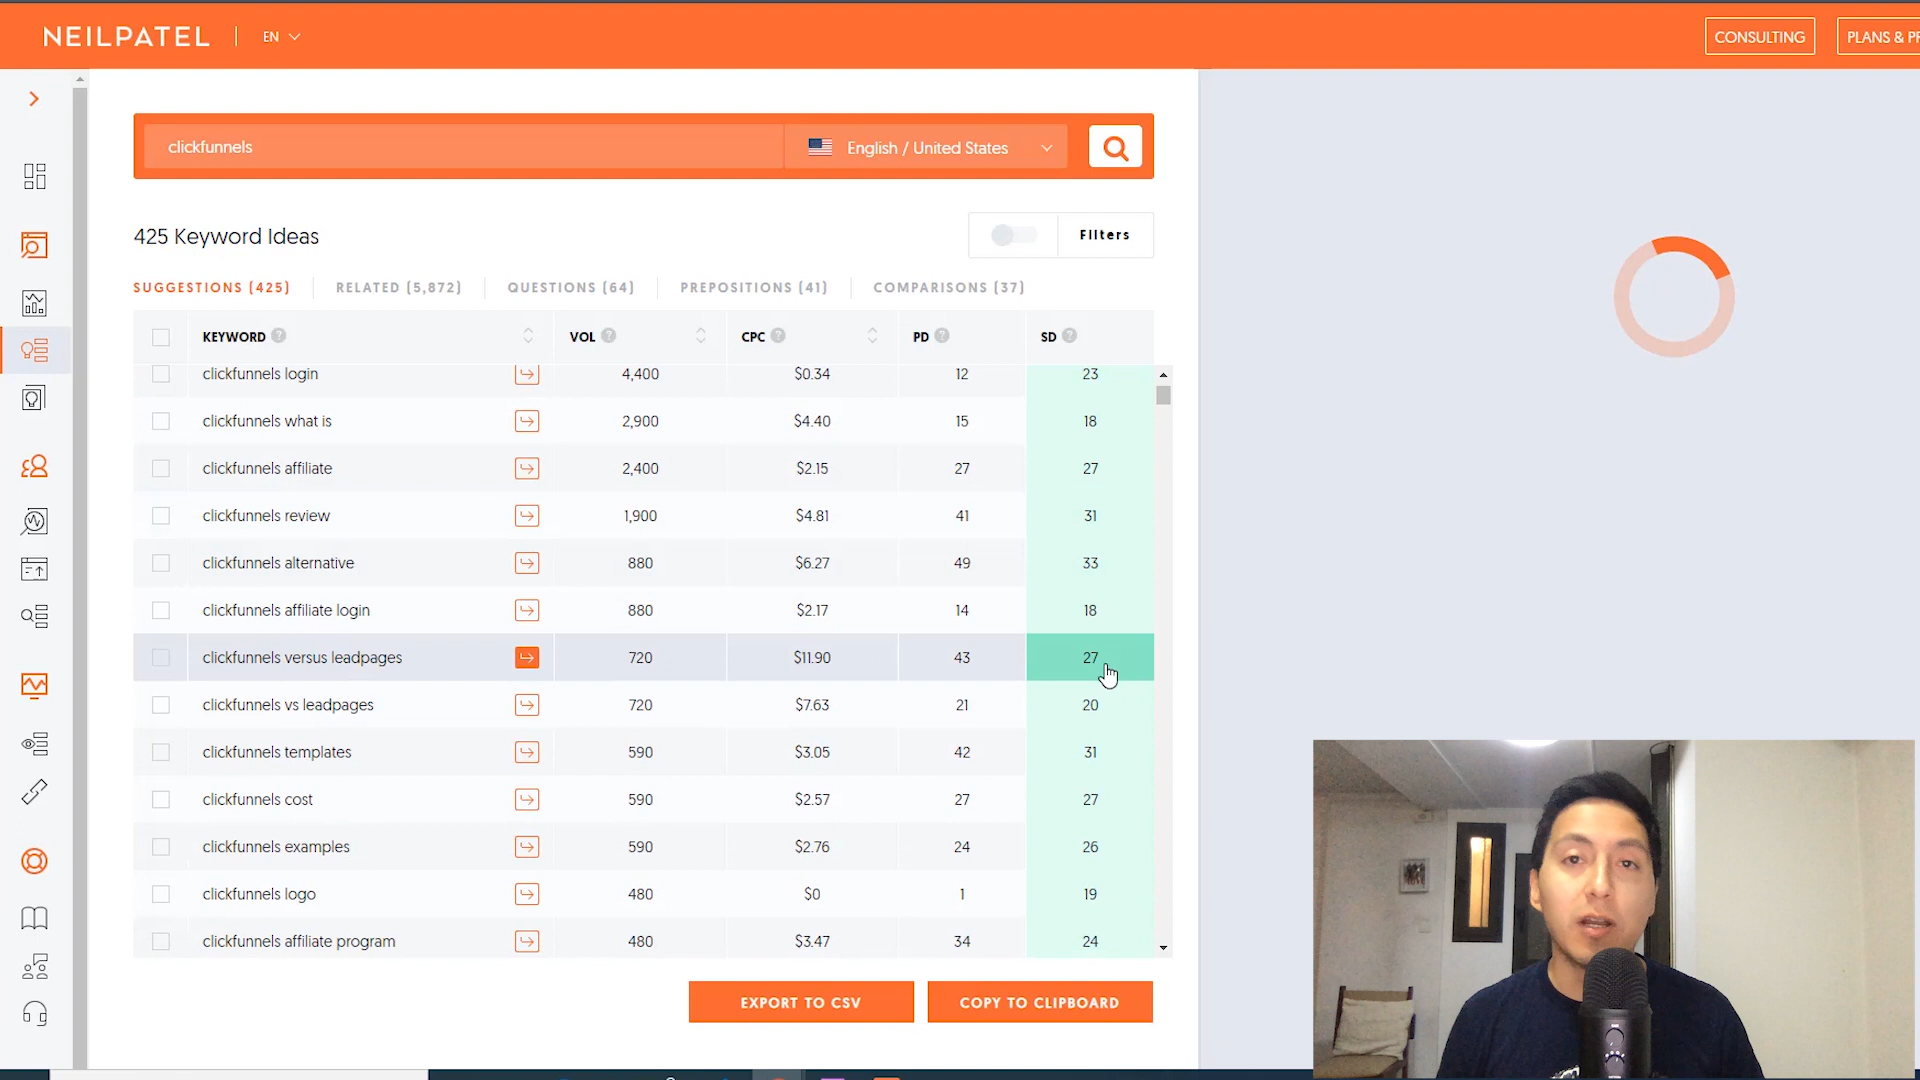 NEILPATEL | EN
CONSULTING
PLANS & PR
clickfunnels
English / United States
425 Keyword Ideas
Filters
SUGGESTIONS (425)
RELATED (5,872)
QUESTIONS (64)
PREPOSITIONS (41)
COMPARISONS (37)
KEYWORD ? VOL ? CPC ? PD ? SD ?
clickfunnels login 4,400 $0.34 12 23
clickfunnels what is 2,900 $4.40 15 18
clickfunnels affiliate 2,400 $2.15 27 27
clickfunnels review 1,900 $4.81 41 31
clickfunnels alternative 880 $6.27 49 33
clickfunnels affiliate login 880 $2.17 14 18
clickfunnels versus leadpages 720 $11.90 43 27
clickfunnels vs leadpages 720 $7.63 21 20
clickfunnels templates 590 $3.05 42 31
clickfunnels cost 590 $2.57 27 27
clickfunnels examples 590 $2.76 24 26
clickfunnels logo 480 $0 1 19
clickfunnels affiliate program 480 $3.47 34 24
EXPORT TO CSV
COPY TO CLIPBOARD